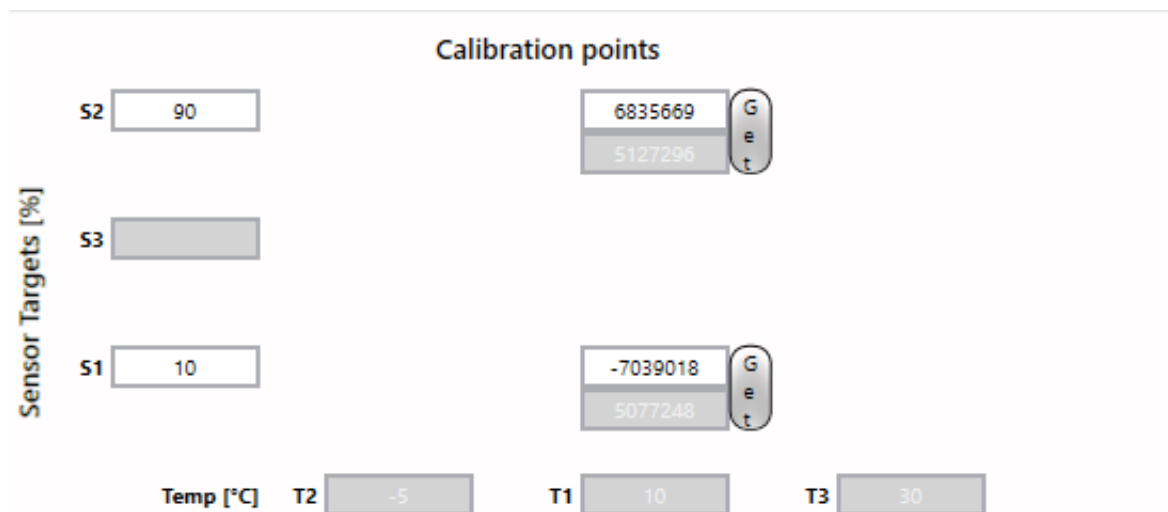 Calibration points
S2 90 6835669 Get
5127296
Sensor Targets [%]
S3
S1 10 -7039018 Get
5077248
Temp [°C] T2 -5 T1 10 T3 30